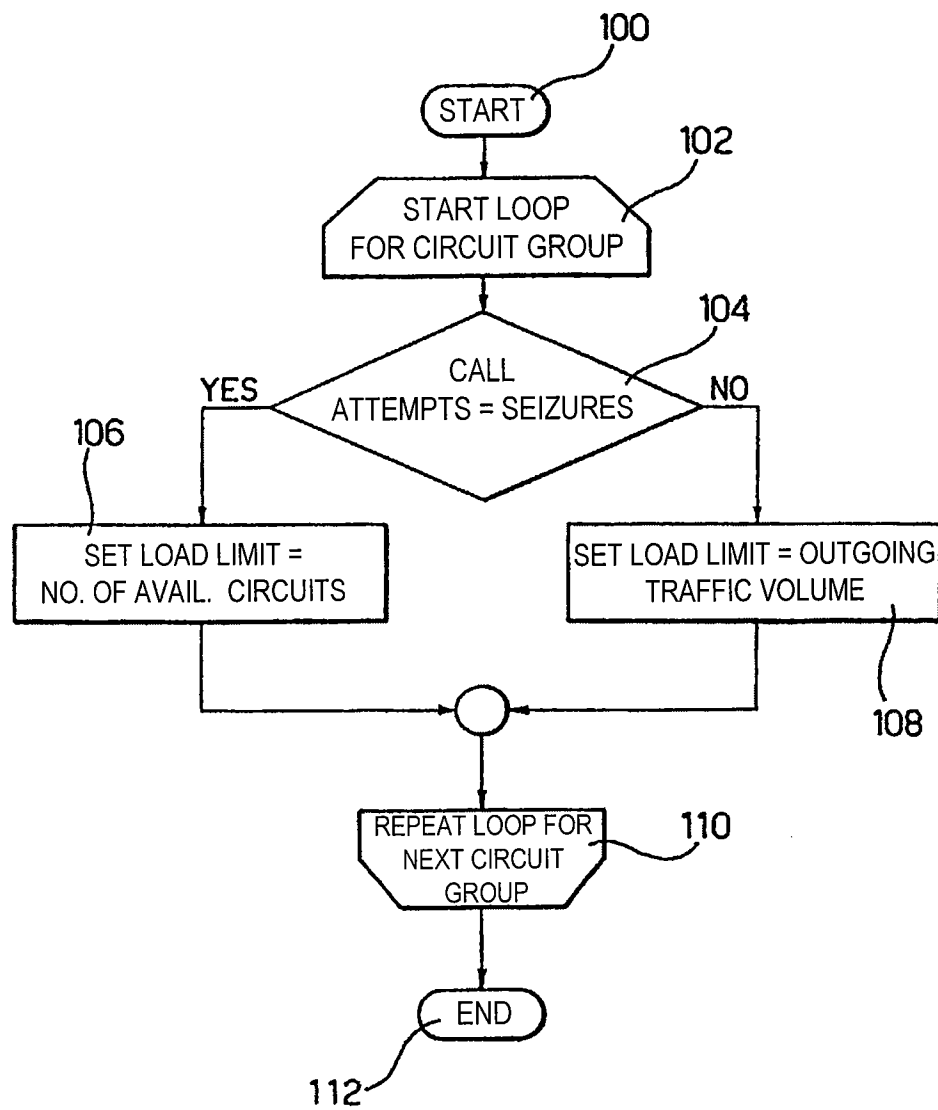 100
START
102
START LOOP
FOR CIRCUIT GROUP
104
CALL
ATTEMPTS = SEIZURES
YES
NO
106
SET LOAD LIMIT =
NO. OF AVAIL. CIRCUITS
SET LOAD LIMIT = OUTGOING
TRAFFIC VOLUME
108
REPEAT LOOP FOR
NEXT CIRCUIT
GROUP
110
END
112